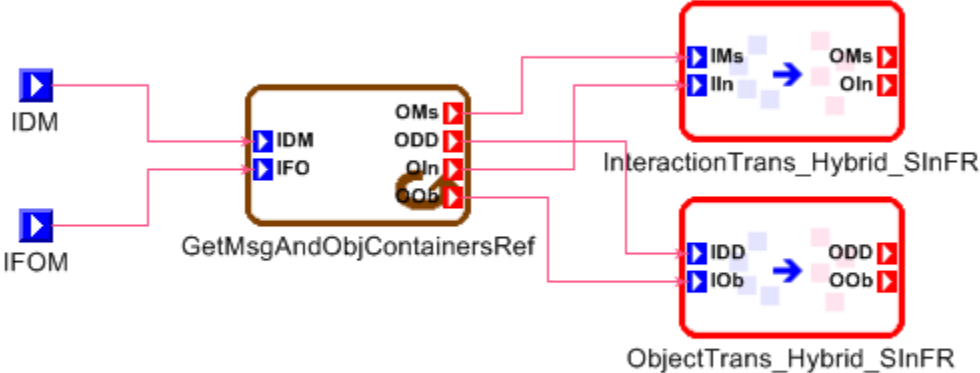 IDM
IFOM
IDM
IFO
OMs
ODD
OIn
OOb
GetMsgAndObjContainersRef
IMs
IIn
OMs
OIn
InteractionTrans_Hybrid_SInFR
IDD
IOb
ODD
OOb
ObjectTrans_Hybrid_SInFR